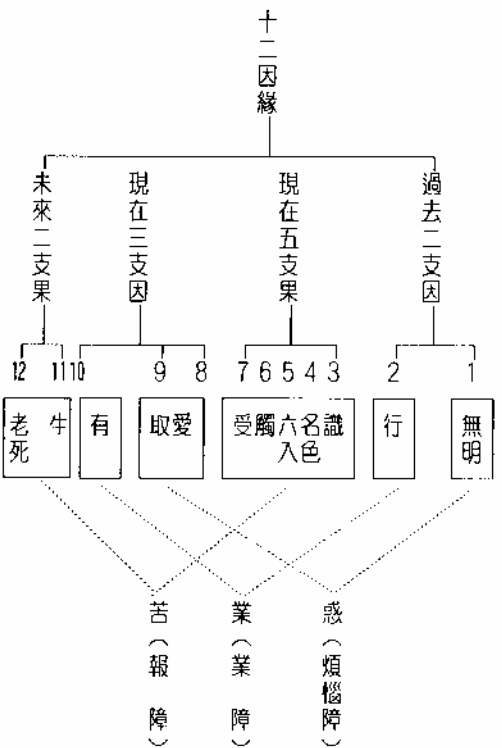 十二因緣
過去二支因
現在五支果
現在三支因
未來二支果
1
2
3
4
5
6
7
8
9
10
11
12
無明
行
識
名色
六入
觸
受
愛
取
有
生
老死
惑（煩惱障）
業（業障）
苦（報障）